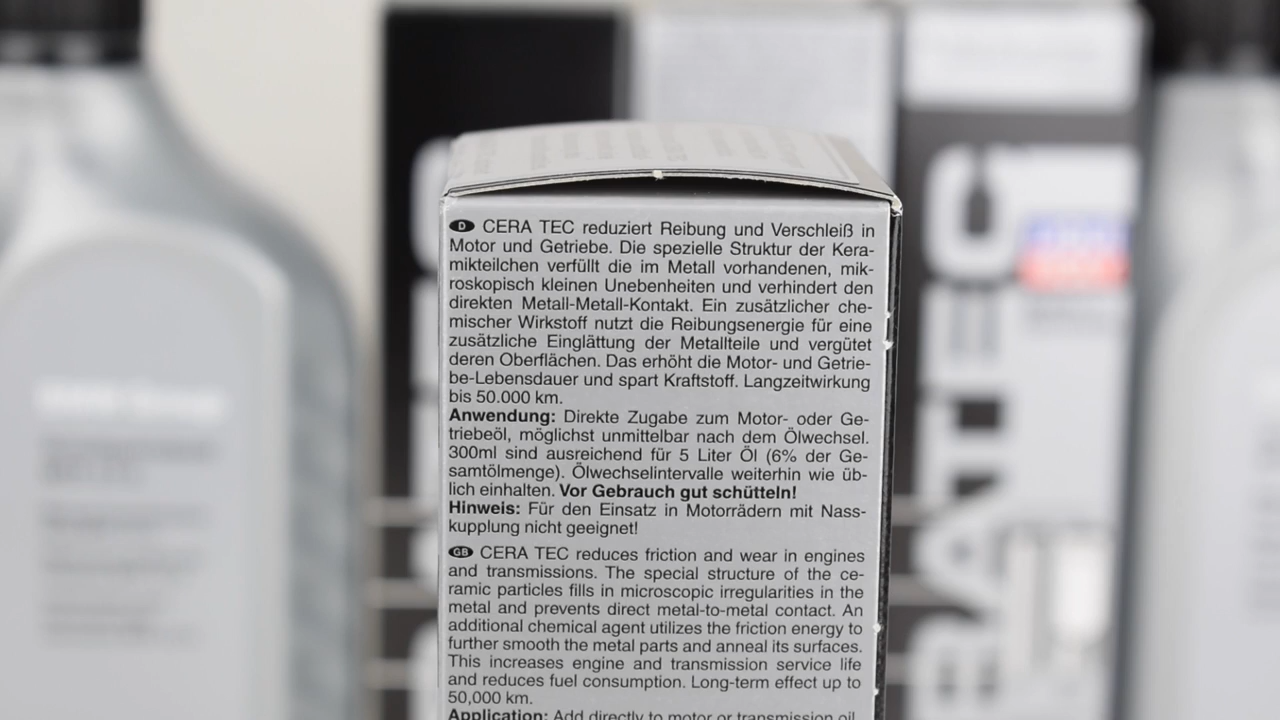 D CERA TEC reduziert Reibung und Verschleiß in
Motor und Getriebe. Die spezielle Struktur der Kera-
mikteilchen verfüllt die im Metall vorhandenen, mik-
roskopisch kleinen Unebenheiten und verhindert den
direkten Metall-Metall-Kontakt. Ein zusätzlicher che-
mischer Wirkstoff nutzt die Reibungsenergie für eine
zusätzliche Einglättung der Metallteile und vergütet
deren Oberflächen. Das erhöht die Motor- und Getrie-
be-Lebensdauer und spart Kraftstoff. Langzeitwirkung
bis 50.000 km.
Anwendung: Direkte Zugabe zum Motor- oder Ge-
triebeöl, möglichst unmittelbar nach dem Ölwechsel.
300ml sind ausreichend für 5 Liter Öl (6% der Ge-
samtölmenge). Ölwechselintervalle weiterhin wie üb-
lich einhalten. Vor Gebrauch gut schütteln!
Hinweis: Für den Einsatz in Motorrädern mit Nass-
kupplung nicht geeignet!
GB CERA TEC reduces friction and wear in engines
and transmissions. The special structure of the ce-
ramic particles fills in microscopic irregularities in the
metal and prevents direct metal-to-metal contact. An
additional chemical agent utilizes the friction energy to
further smooth the metal parts and anneal its surfaces.
This increases engine and transmission service life
and reduces fuel consumption. Long-term effect up to
50,000 km.
Application: Add directly to motor or transmission oil,
RATEC